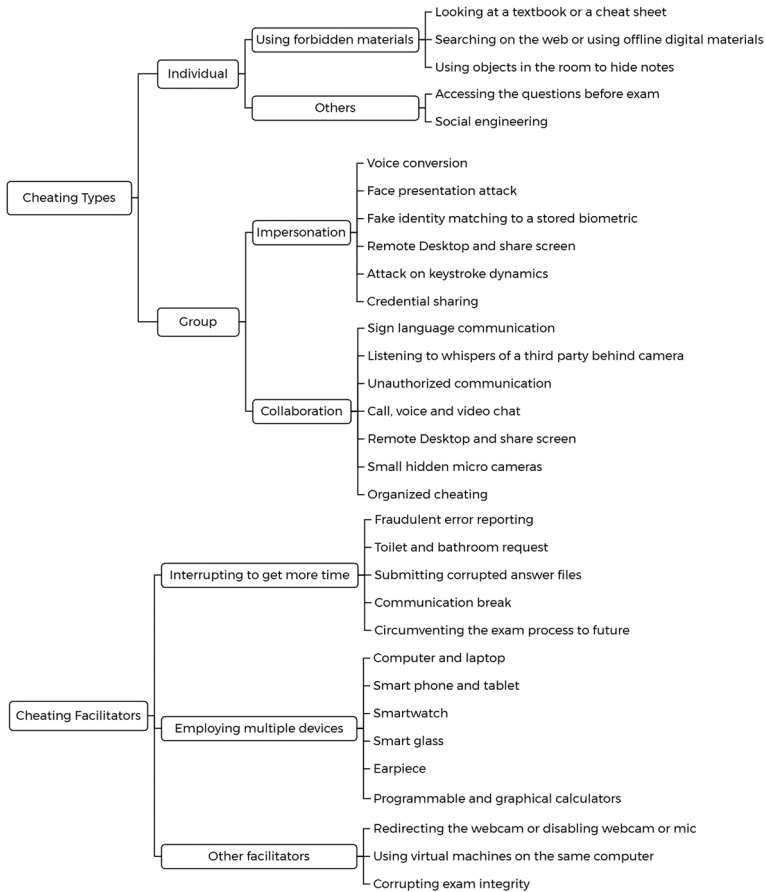 Cheating Types
Individual
Using forbidden materials
Looking at a textbook or a cheat sheet
Searching on the web or using offline digital materials
Using objects in the room to hide notes
Others
Accessing the questions before exam
Social engineering
Group
Impersonation
Voice conversion
Face presentation attack
Fake identity matching to a stored biometric
Remote Desktop and share screen
Attack on keystroke dynamics
Credential sharing
Collaboration
Sign language communication
Listening to whispers of a third party behind camera
Unauthorized communication
Call, voice and video chat
Remote Desktop and share screen
Small hidden micro cameras
Organized cheating
Cheating Facilitators
Interrupting to get more time
Fraudulent error reporting
Toilet and bathroom request
Submitting corrupted answer files
Communication break
Circumventing the exam process to future
Employing multiple devices
Computer and laptop
Smart phone and tablet
Smartwatch
Smart glass
Earpiece
Programmable and graphical calculators
Other facilitators
Redirecting the webcam or disabling webcam or mic
Using virtual machines on the same computer
Corrupting exam integrity